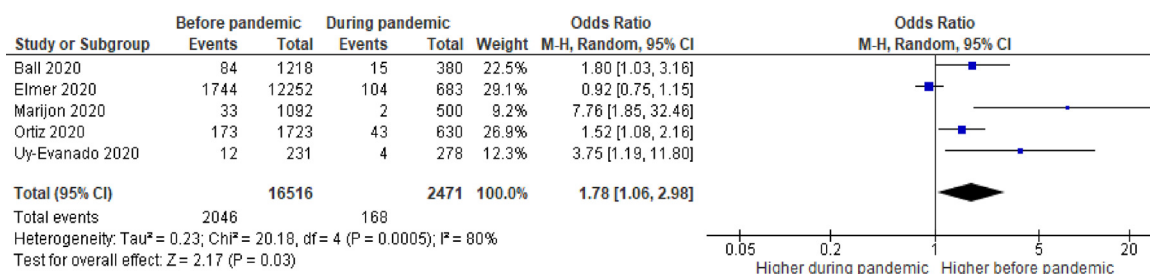 Before pandemic During pandemic Odds Ratio Odds Ratio
Study or Subgroup Events Total Events Total Weight M-H, Random, 95% CI M-H, Random, 95% CI
Ball 2020 84 1218 15 380 22.5% 1.80 [1.03, 3.16]
Elmer 2020 1744 12252 104 683 29.1% 0.92 [0.75, 1.15]
Marijon 2020 33 1092 2 500 9.2% 7.76 [1.85, 32.46]
Ortiz 2020 173 1723 43 630 26.9% 1.52 [1.08, 2.16]
Uy-Evanado 2020 12 231 4 278 12.3% 3.75 [1.19, 11.80]
Total (95% CI) 16516 2471 100.0% 1.78 [1.06, 2.98]
Total events 2046 168
Heterogeneity: Tau² = 0.23; Chi² = 20.18, df = 4 (P = 0.0005); I² = 80%
Test for overall effect: Z = 2.17 (P = 0.03)
0.05 0.2 1 5 20
Higher during pandemic Higher before pandemic